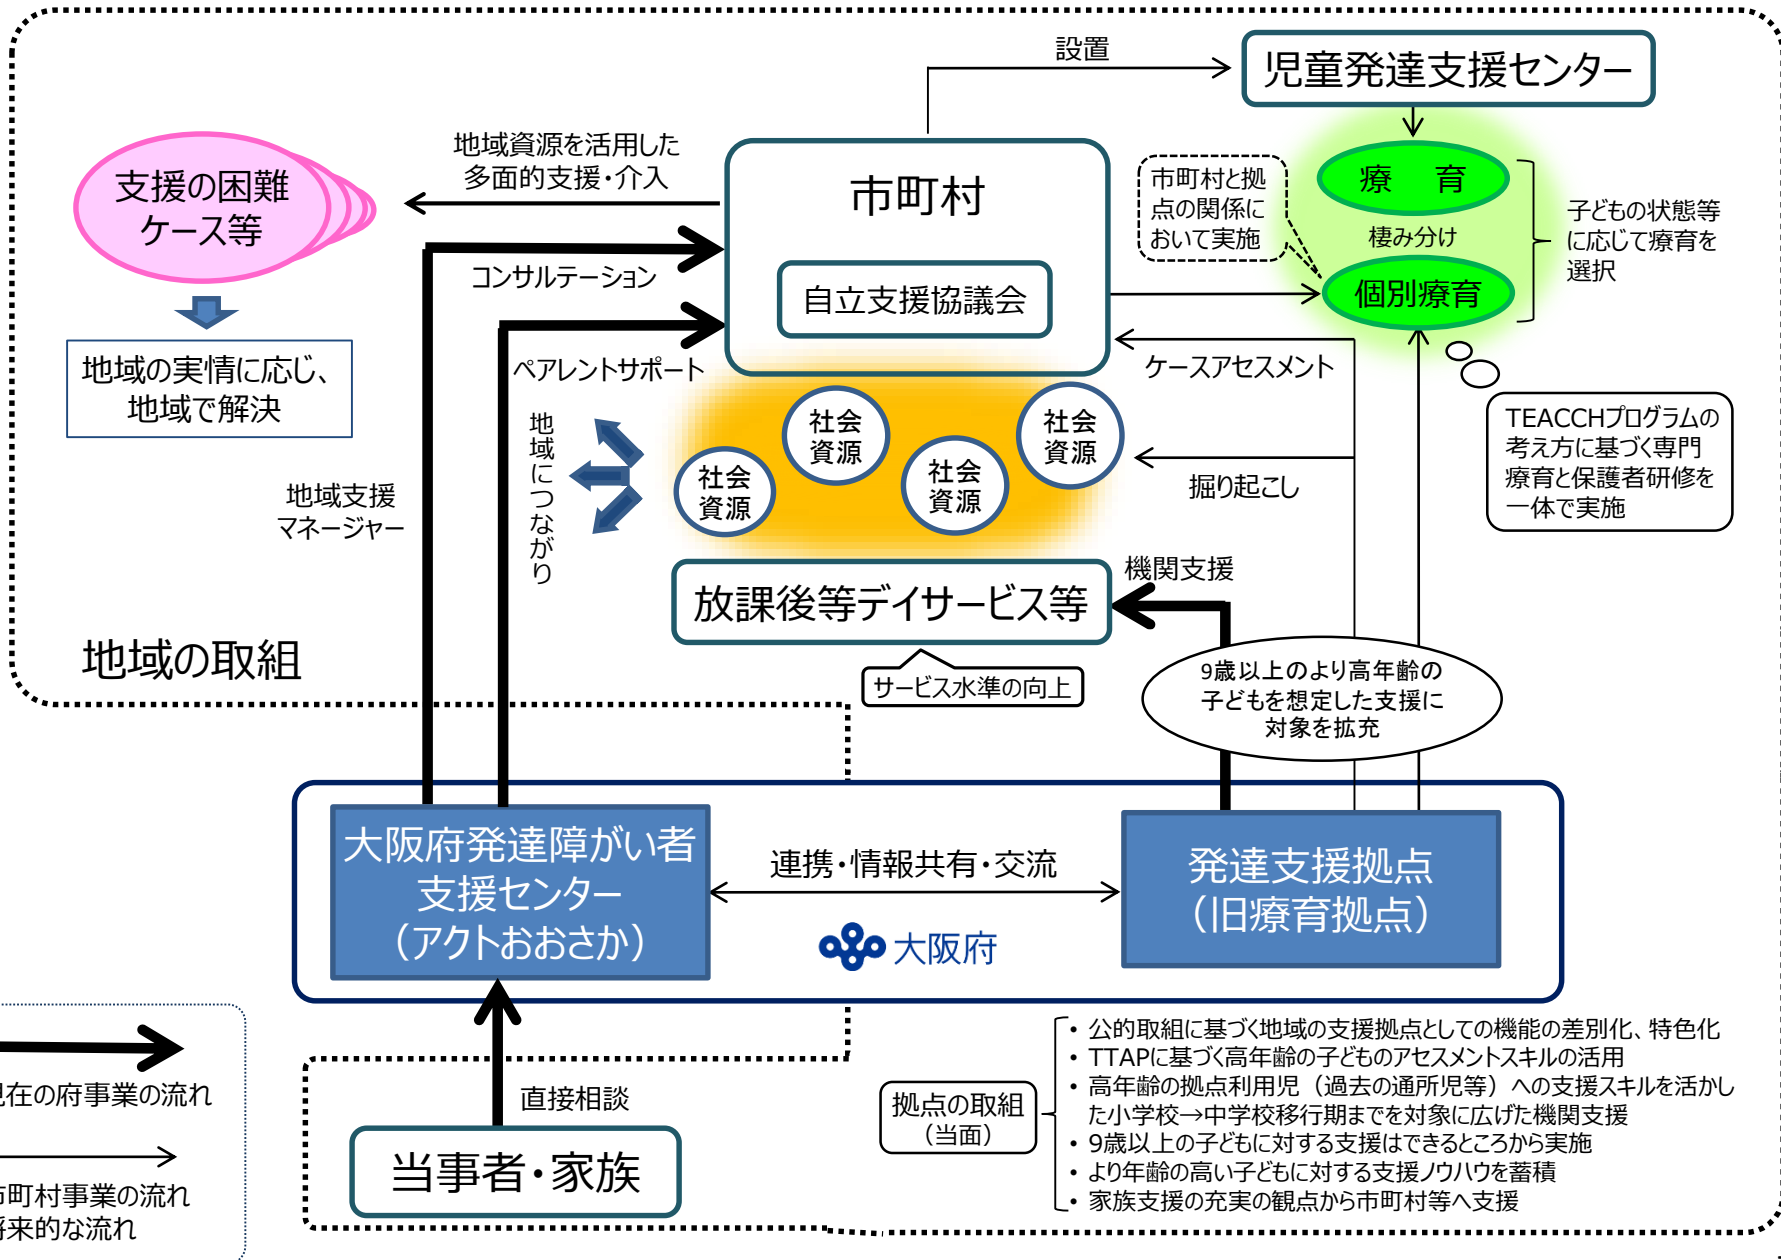 設置
児童発達支援センター
地域資源を活用した
多面的支援・介入
支援の困難
ケース等
市町村
市町村と拠
点の関係に
おいて実施
療　育
棲み分け
個別療育
子どもの状態等
に応じて療育を
選択
コンサルテーション
自立支援協議会
ペアレントサポート
ケースアセスメント
地域の実情に応じ、
地域で解決
地域につながり
社会
資源
社会
資源
社会
資源
社会
資源
TEACCHプログラムの
考え方に基づく専門
療育と保護者研修を
一体で実施
掘り起こし
地域支援
マネージャー
機関支援
放課後等デイサービス等
地域の取組
サービス水準の向上
9歳以上のより高年齢の
子どもを想定した支援に
対象を拡充
大阪府発達障がい者
支援センター
（アクトおおさか）
連携・情報共有・交流
大阪府
発達支援拠点
（旧療育拠点）
直接相談
当事者・家族
在の府事業の流れ
町村事業の流れ
来的な流れ
拠点の取組
（当面）
• 公的取組に基づく地域の支援拠点としての機能の差別化、特色化
• TTAPに基づく高年齢の子どものアセスメントスキルの活用
• 高年齢の拠点利用児（過去の通所児等）への支援スキルを活かし
た小学校→中学校移行期までを対象に広げた機関支援
• 9歳以上の子どもに対する支援はできるところから実施
• より年齢の高い子どもに対する支援ノウハウを蓄積
• 家族支援の充実の観点から市町村等へ支援